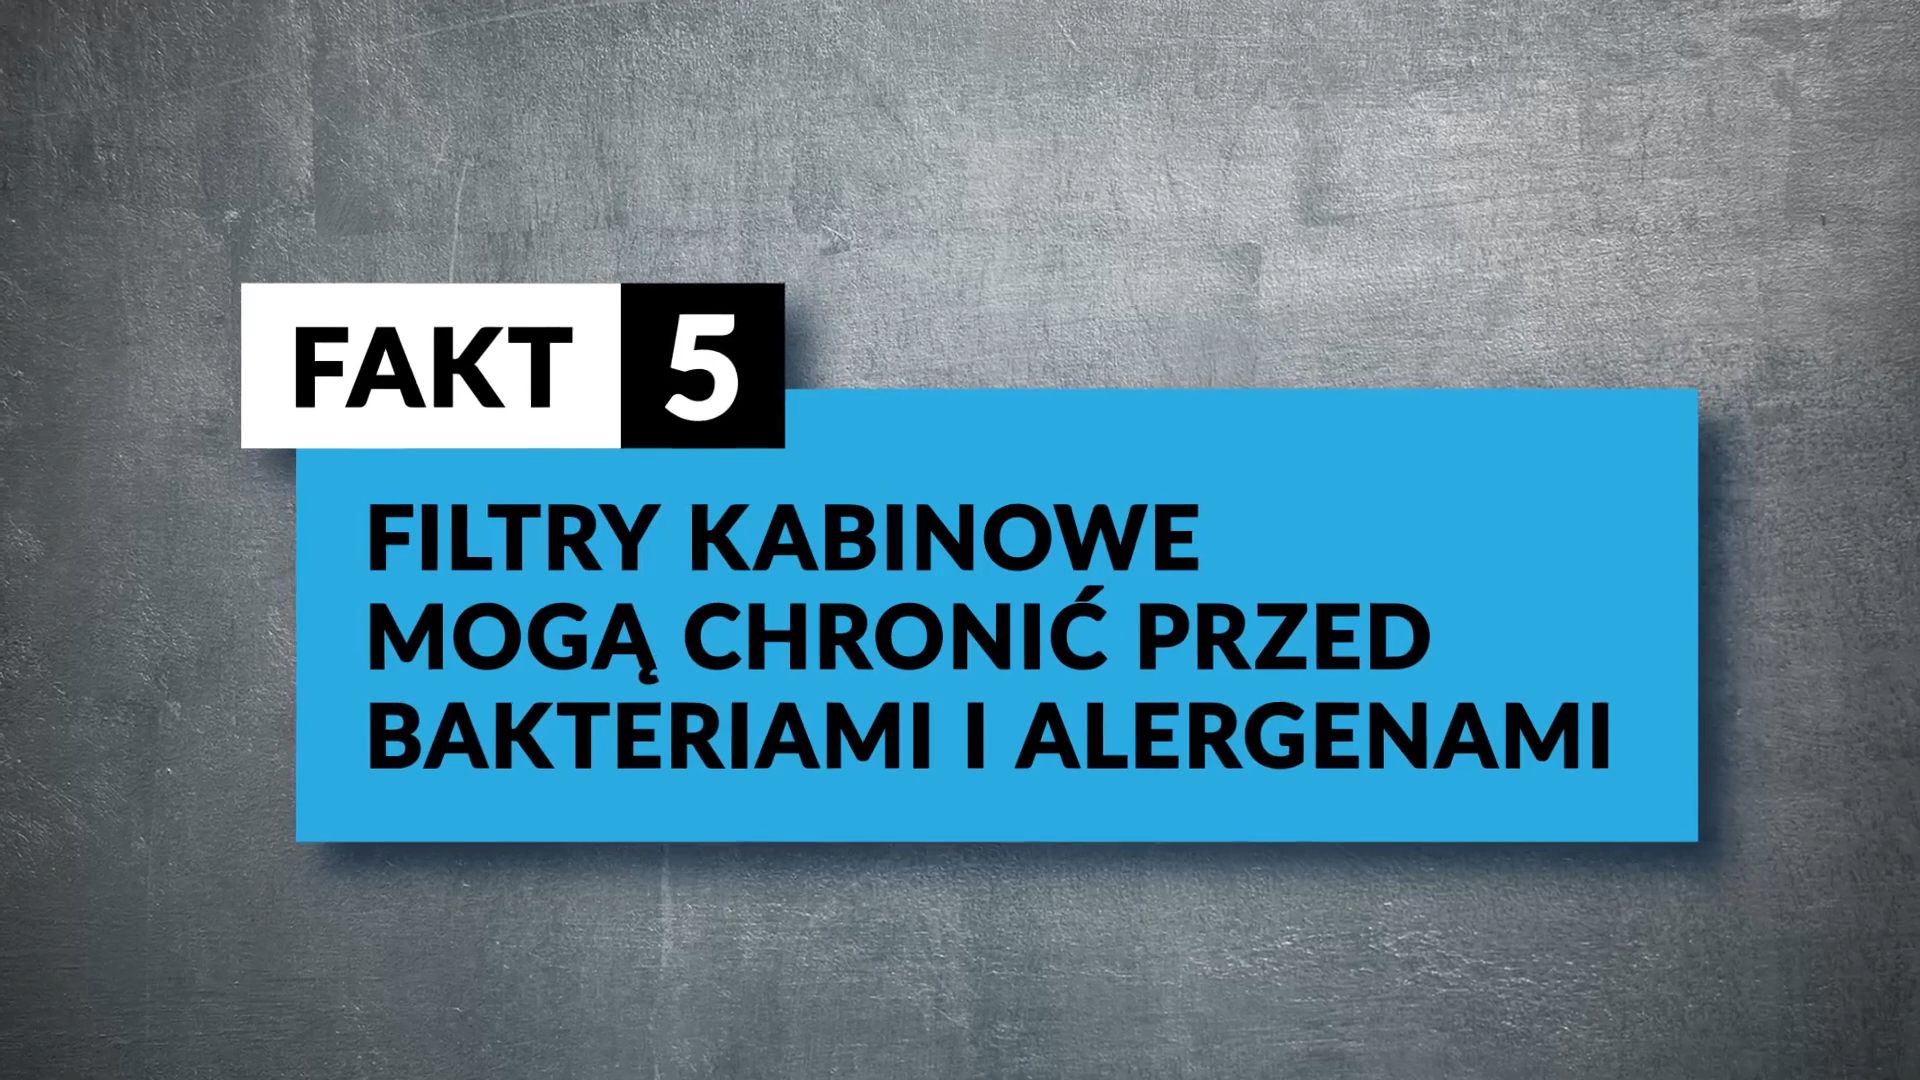 FAKT 5
FILTRY KABINOWE
MOGĄ CHRONIĆ PRZED
BAKTERIAMI I ALERGENAMI